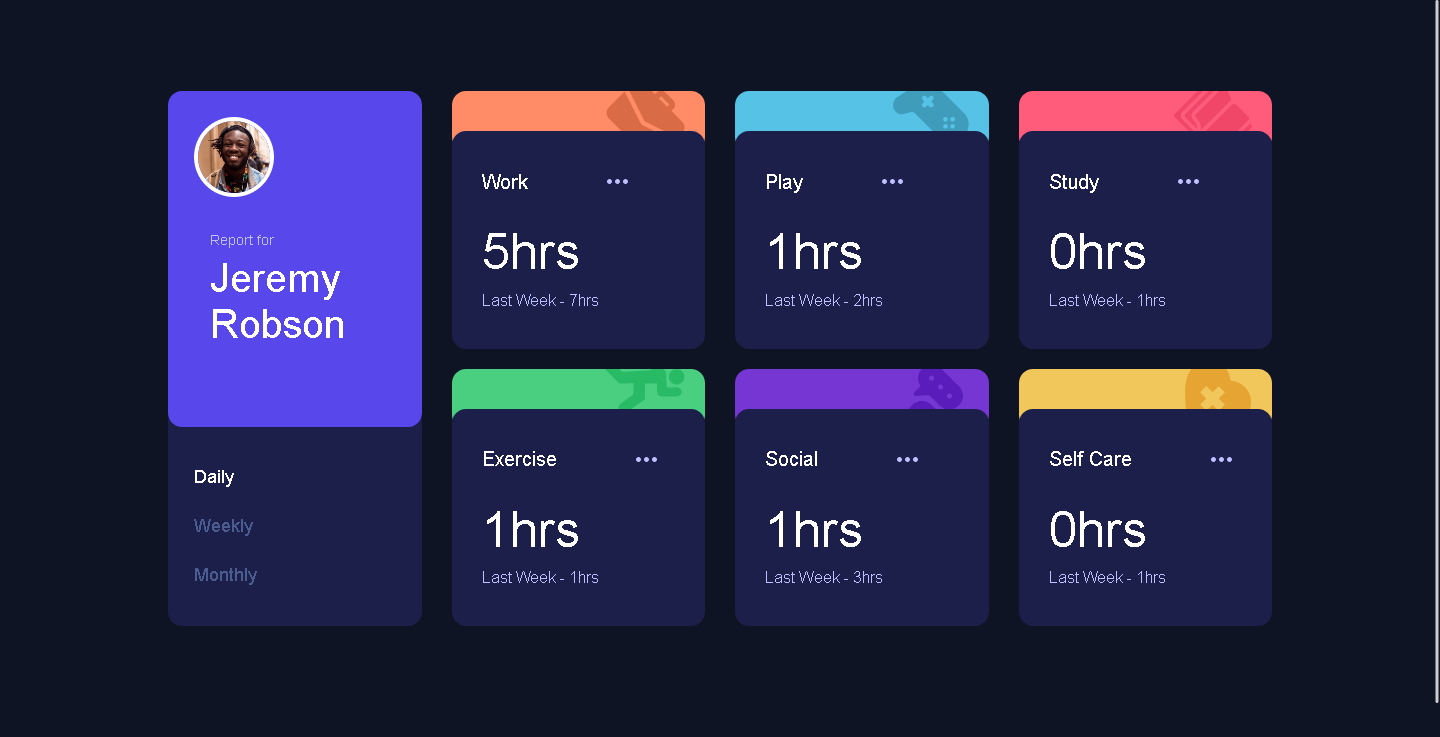 Report for
Jeremy
Robson
Daily
Weekly
Monthly
Work
5hrs
Last Week - 7hrs
Play
1hrs
Last Week - 2hrs
Study
0hrs
Last Week - 1hrs
Exercise
1hrs
Last Week - 1hrs
Social
1hrs
Last Week - 3hrs
Self Care
0hrs
Last Week - 1hrs